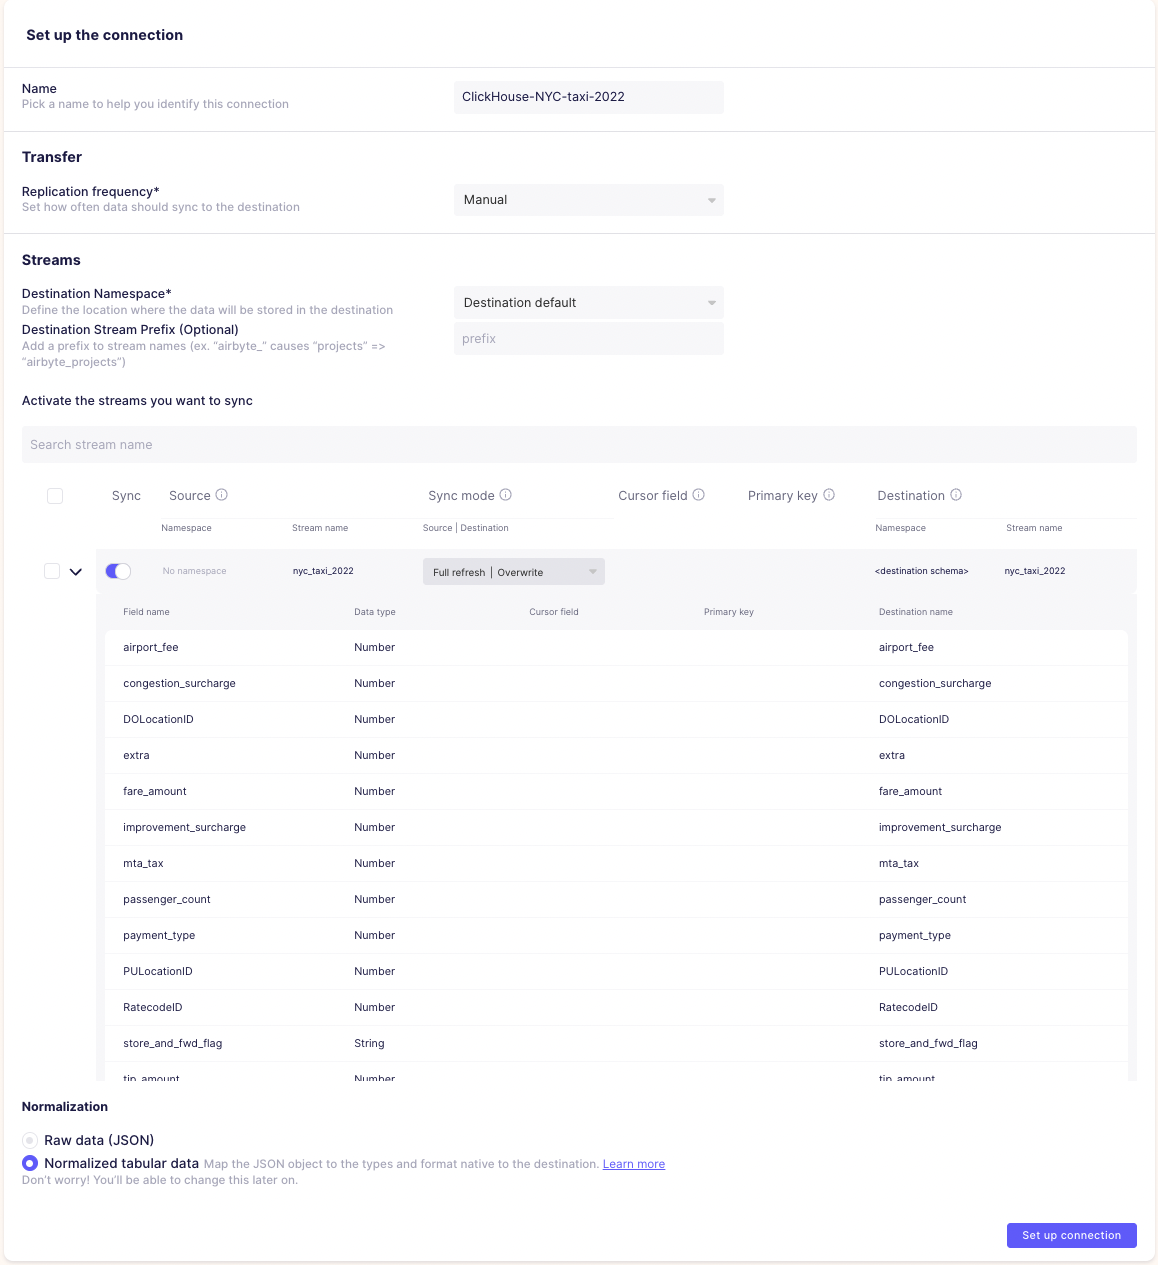 Set up the connection
Name
Pick a name to help you identify this connection
ClickHouse-NYC-taxi-2022
Transfer
Replication frequency*
Set how often data should sync to the destination
Manual
Streams
Destination Namespace*
Define the location where the data will be stored in the destination
Destination default
Destination Stream Prefix (Optional)
Add a prefix to stream names (ex. “airbyte_” causes “projects” =>
“airbyte_projects”)
prefix
Activate the streams you want to sync
Search stream name
Sync Source Sync mode Cursor field Primary key Destination
Namespace Stream name Source | Destination Namespace Stream name
No namespace nyc_taxi_2022 Full refresh | Overwrite <destination schema> nyc_taxi_2022
Field name Data type Cursor field Primary key Destination name
airport_fee Number airport_fee
congestion_surcharge Number congestion_surcharge
DOLocationID Number DOLocationID
extra Number extra
fare_amount Number fare_amount
improvement_surcharge Number improvement_surcharge
mta_tax Number mta_tax
passenger_count Number passenger_count
payment_type Number payment_type
PULocationID Number PULocationID
RatecodeID Number RatecodeID
store_and_fwd_flag String store_and_fwd_flag
tip_amount Number tip_amount
Normalization
Raw data (JSON)
Normalized tabular data Map the JSON object to the types and format native to the destination. Learn more
Don't worry! You'll be able to change this later on.
Set up connection